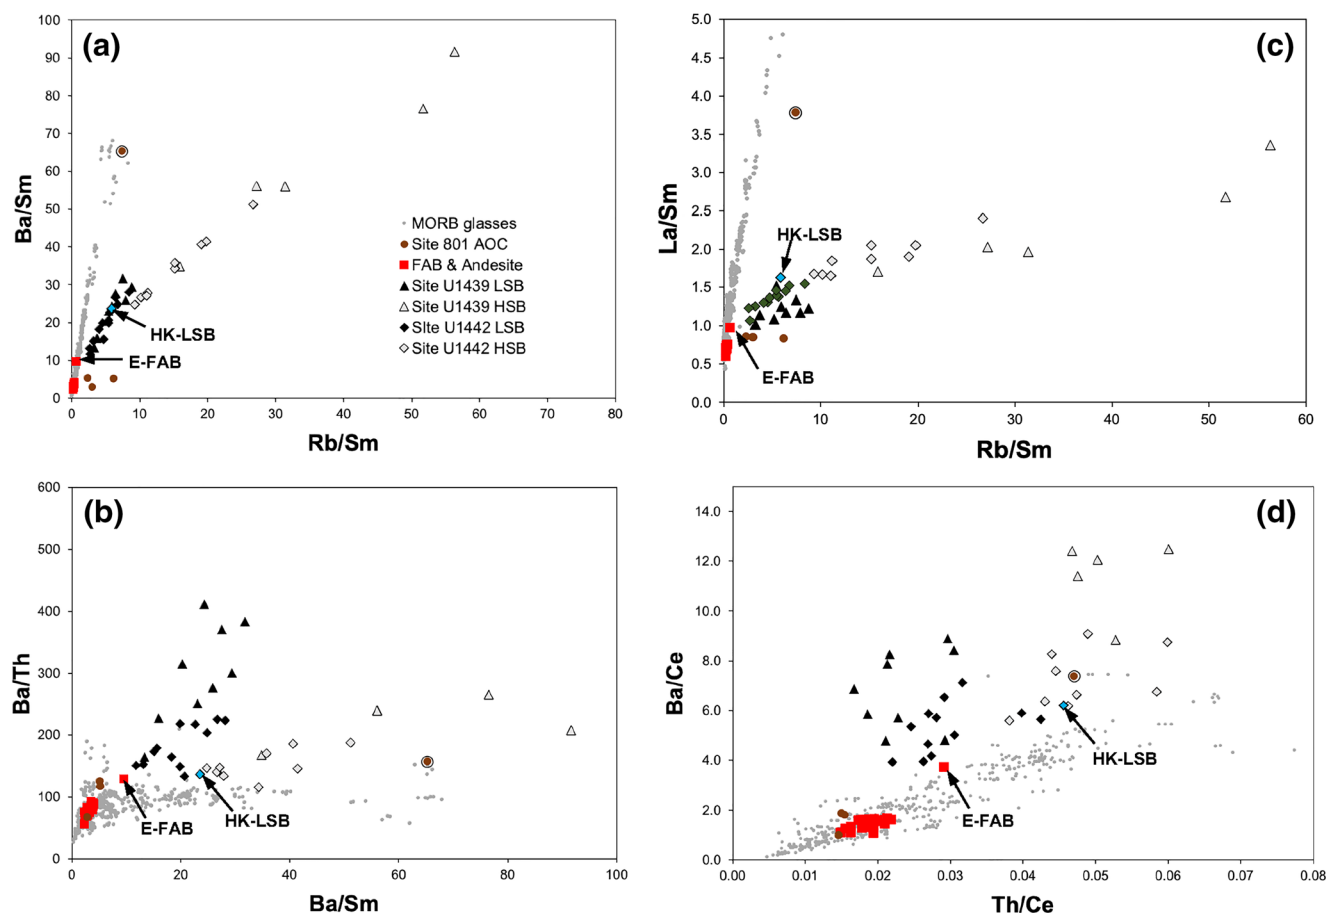 (a)
100
90
80
70
60
50
40
30
20
10
0
Ba/Sm
0 10 20 30 40 50 60 70 80
Rb/Sm
MORB glasses
Site 801 AOC
FAB & Andesite
Site U1439 LSB
Site U1439 HSB
SIte U1442 LSB
Site U1442 HSB
HK-LSB
E-FAB
(c)
5.0
4.5
4.0
3.5
3.0
2.5
2.0
1.5
1.0
0.5
0.0
La/Sm
HK-LSB
E-FAB
0 10 20 30 40 50 60
Rb/Sm
(b)
600
500
400
300
200
100
0
Ba/Th
E-FAB
HK-LSB
0 20 40 60 80 100
Ba/Sm
(d)
14.0
12.0
10.0
8.0
6.0
4.0
2.0
0.0
Ba/Ce
HK-LSB
E-FAB
0.00 0.01 0.02 0.03 0.04 0.05 0.06 0.07 0.08
Th/Ce